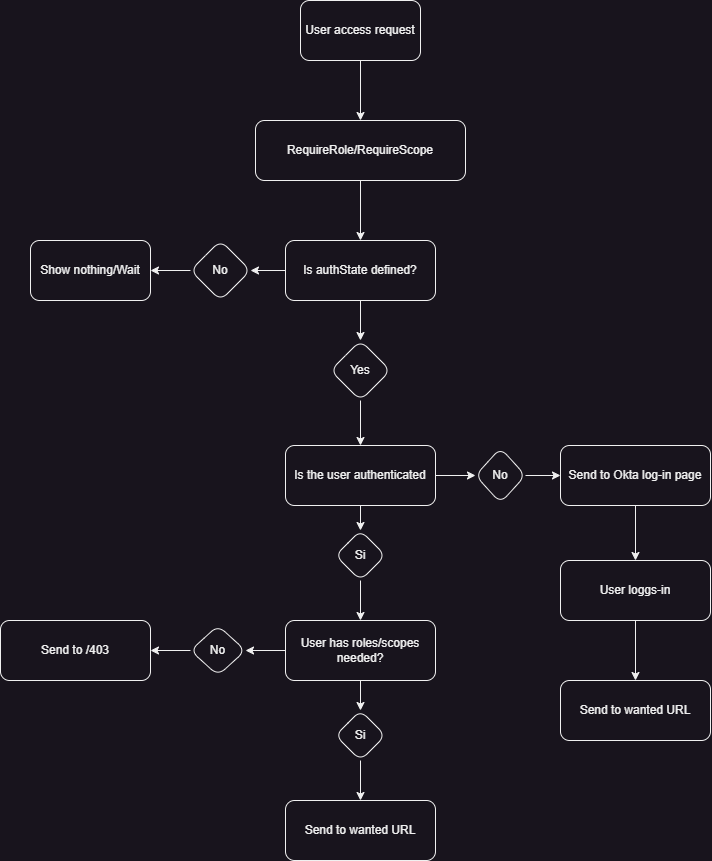 User access request
RequireRole/RequireScope
Show nothing/Wait
No
Is authState defined?
Yes
Is the user authenticated
No
Send to Okta log-in page
Si
User loggs-in
Send to /403
No
User has roles/scopes
needed?
Send to wanted URL
Si
Send to wanted URL